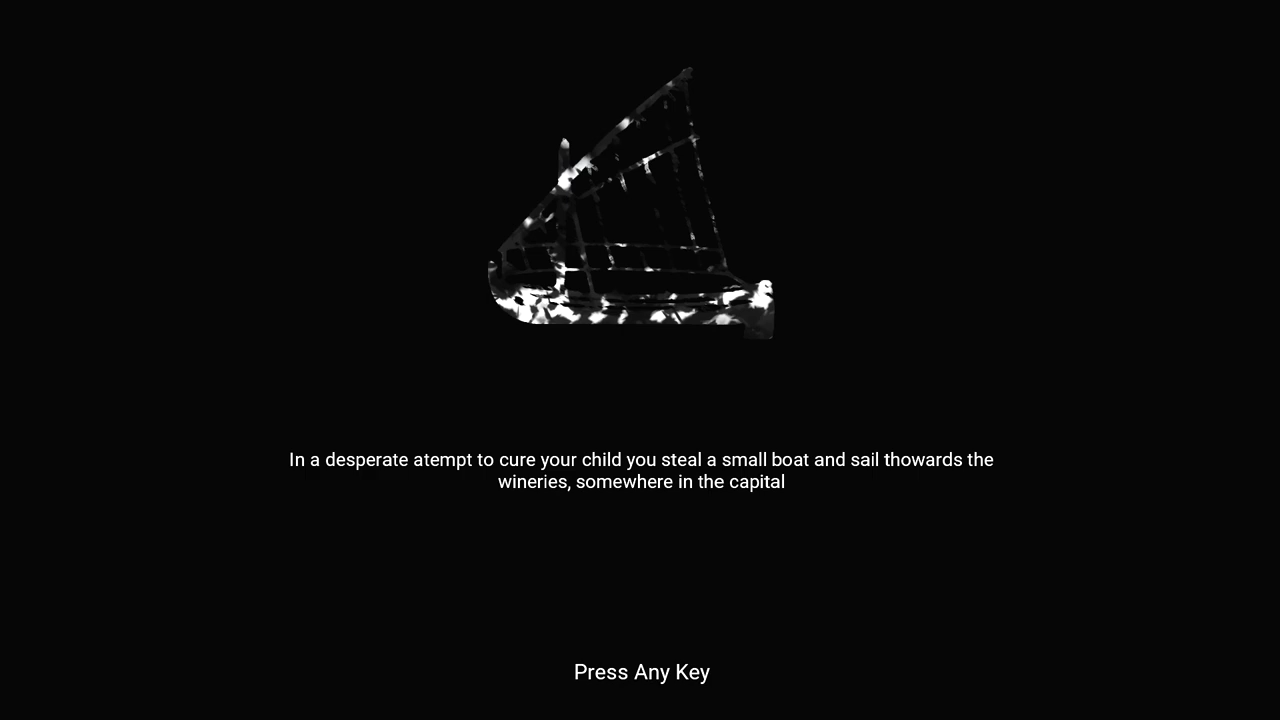 In a desperate atempt to cure your child you steal a small boat and sail thowards the
wineries, somewhere in the capital
Press Any Key